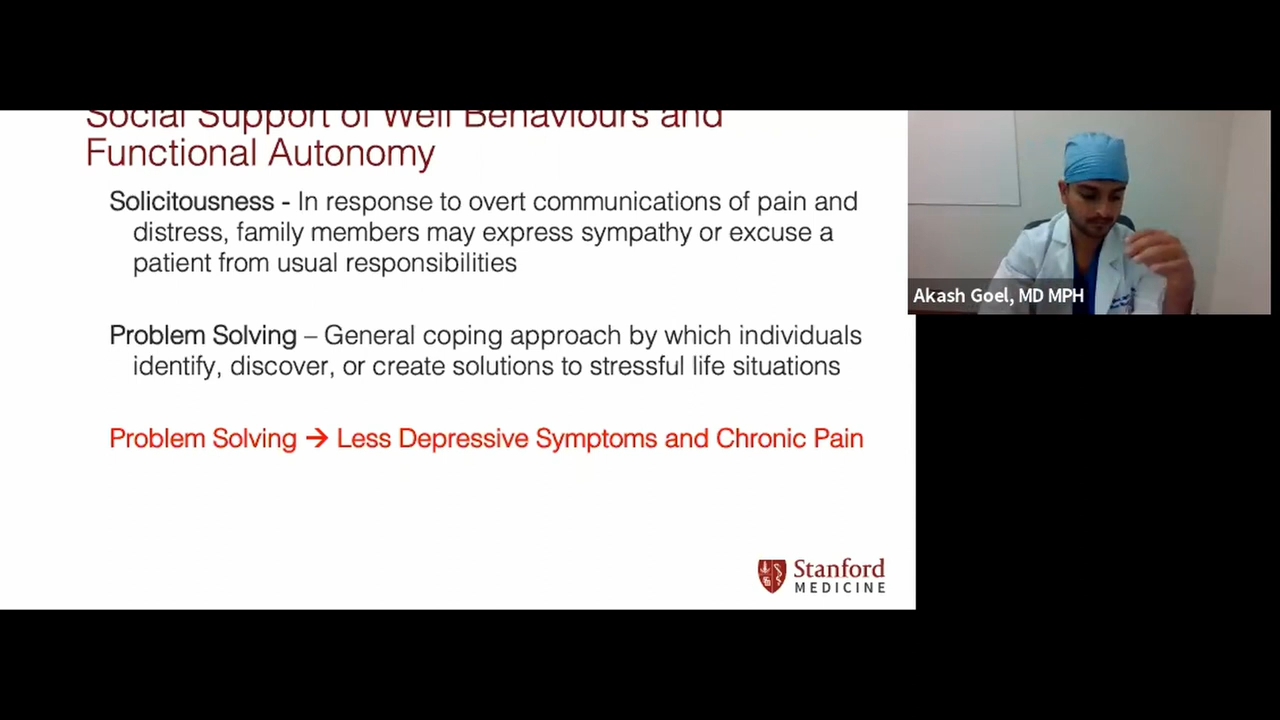 Social Support of Well Behaviours and
Functional Autonomy
Solicitousness - In response to overt communications of pain and
distress, family members may express sympathy or excuse a
patient from usual responsibilities
Problem Solving – General coping approach by which individuals
identify, discover, or create solutions to stressful life situations
Problem Solving → Less Depressive Symptoms and Chronic Pain
Stanford
MEDICINE
Akash Goel, MD MPH